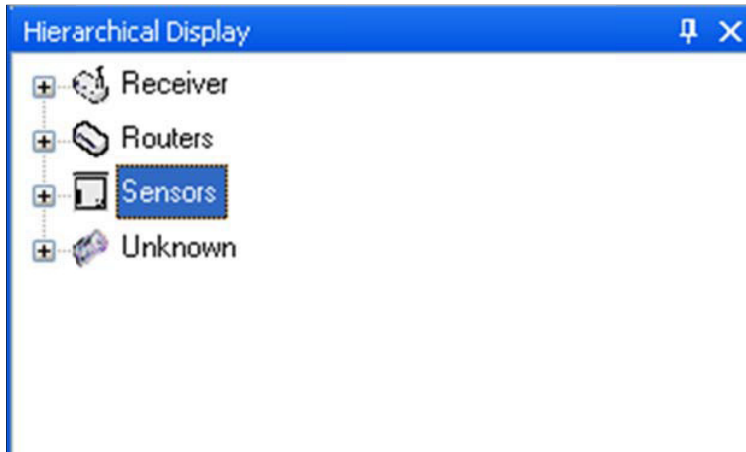 Hierarchical Display
Receiver
Routers
Sensors
Unknown